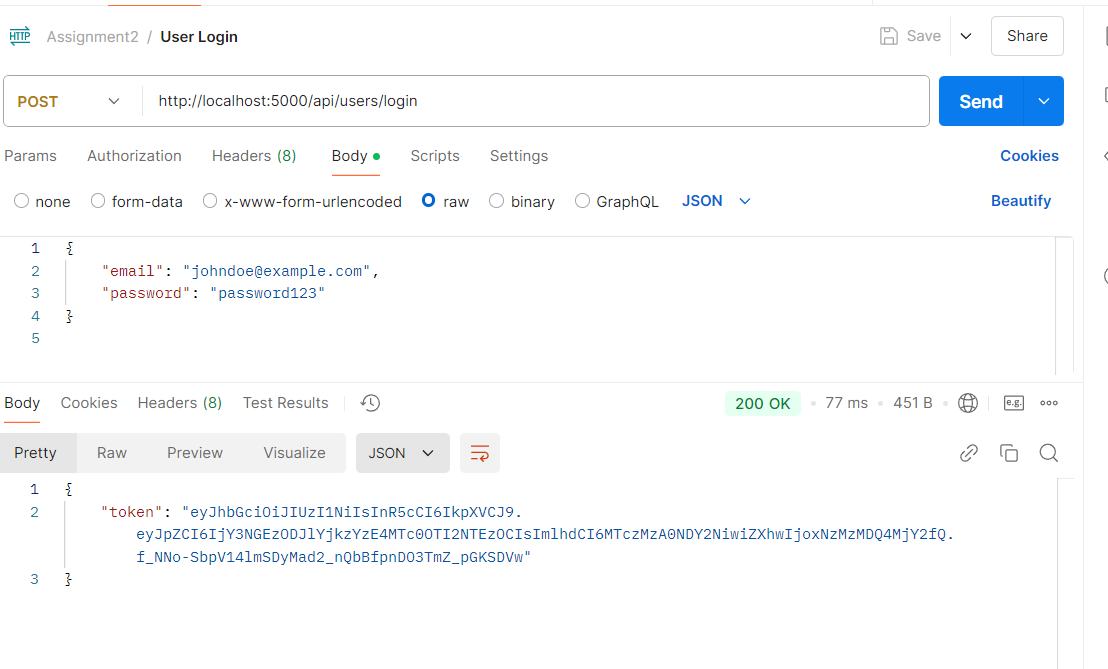 HTTP Assignment2 / User Login Save Share
POST http://localhost:5000/api/users/login Send
Params Authorization Headers (8) Body Scripts Settings Cookies
none form-data x-www-form-urlencoded raw binary GraphQL JSON Beautify
1 {
2 "email": "johndoe@example.com",
3 "password": "password123"
4 }
5
Body Cookies Headers (8) Test Results 200 OK 77 ms 451 B e.g.
Pretty Raw Preview Visualize JSON
1 {
2 "token": "eyJhbGciOiJIUzI1NiIsInR5cCI6IkpXVCJ9.
eyJpZCI6IjY3NGEzODJlYjkzYzE4MTc0OTI2NTEzOCIsImlhdCI6MTczMzA0NDY2NiwiZXhwIjoxNzMzMDQ4MjY2fQ.
f_NNo-SbpV14lmSDyMad2_nQbBfpnDO3TmZ_pGKSDVw"
3 }